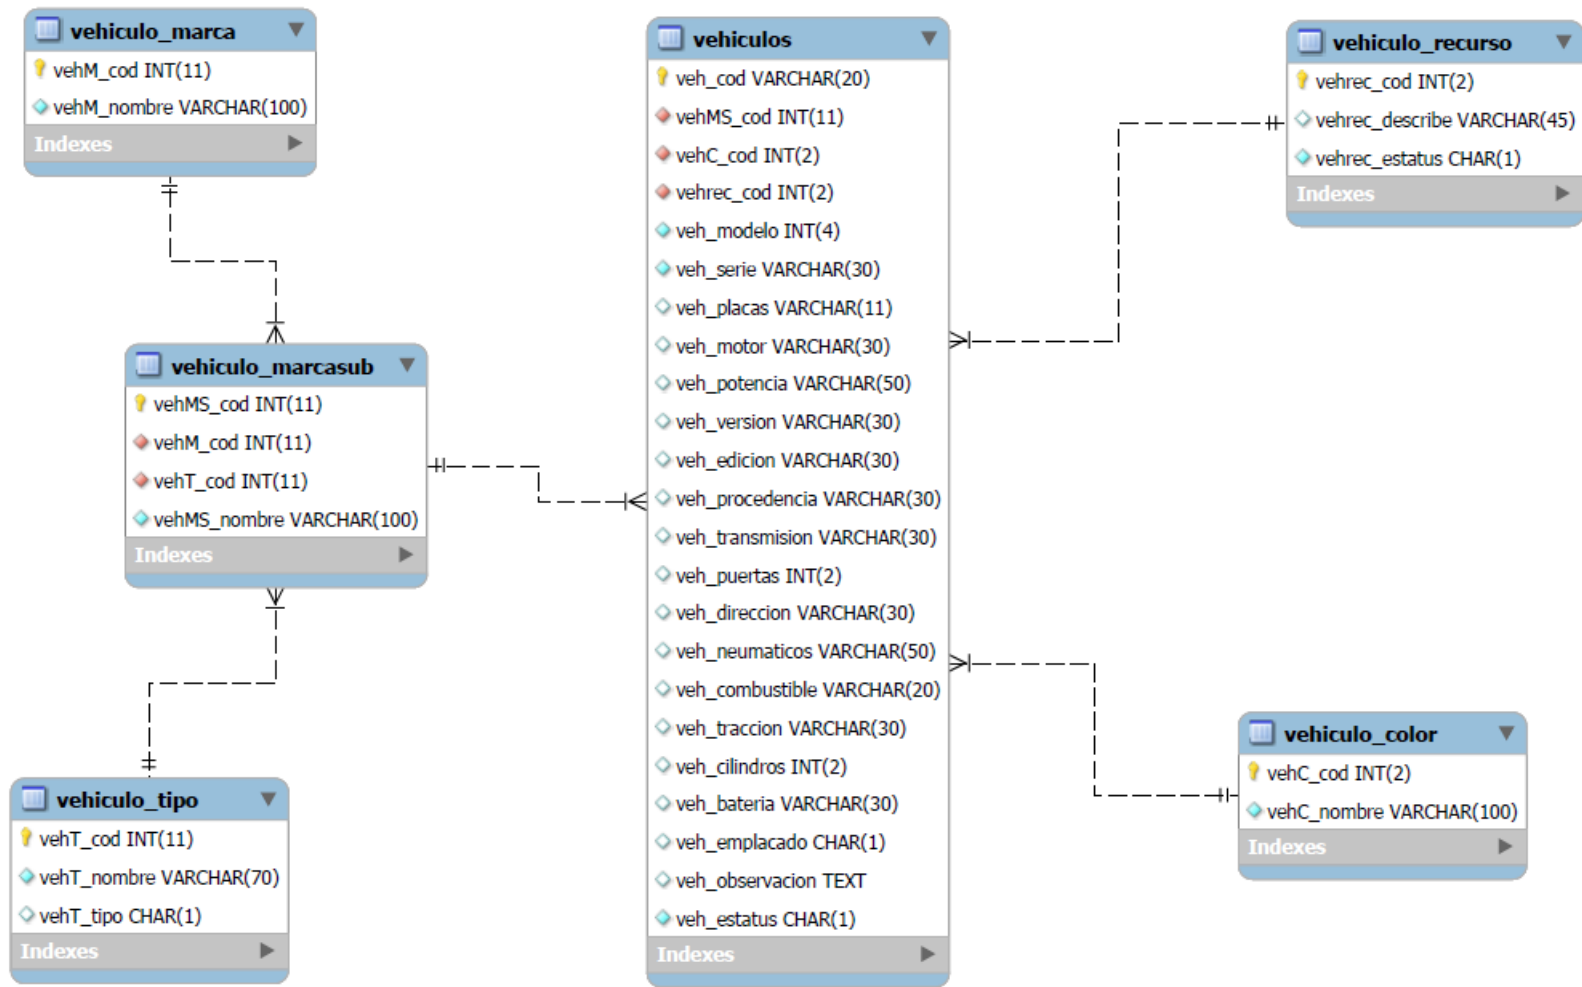 vehiculo_marca
vehM_cod INT(11)
vehM_nombre VARCHAR(100)
Indexes
vehiculo_marcasub
vehMS_cod INT(11)
vehM_cod INT(11)
vehT_cod INT(11)
vehMS_nombre VARCHAR(100)
Indexes
vehiculo_tipo
vehT_cod INT(11)
vehT_nombre VARCHAR(70)
vehT_tipo CHAR(1)
Indexes
vehiculos
veh_cod VARCHAR(20)
vehMS_cod INT(11)
vehC_cod INT(2)
vehrec_cod INT(2)
veh_modelo INT(4)
veh_serie VARCHAR(30)
veh_placas VARCHAR(11)
veh_motor VARCHAR(30)
veh_potencia VARCHAR(50)
veh_version VARCHAR(30)
veh_edicion VARCHAR(30)
veh_procedencia VARCHAR(30)
veh_transmision VARCHAR(30)
veh_puertas INT(2)
veh_direccion VARCHAR(30)
veh_neumaticos VARCHAR(50)
veh_combustible VARCHAR(20)
veh_traccion VARCHAR(30)
veh_cilindros INT(2)
veh_bateria VARCHAR(30)
veh_emplacado CHAR(1)
veh_observacion TEXT
veh_estatus CHAR(1)
Indexes
vehiculo_recurso
vehrec_cod INT(2)
vehrec_describe VARCHAR(45)
vehrec_estatus CHAR(1)
Indexes
vehiculo_color
vehC_cod INT(2)
vehC_nombre VARCHAR(100)
Indexes